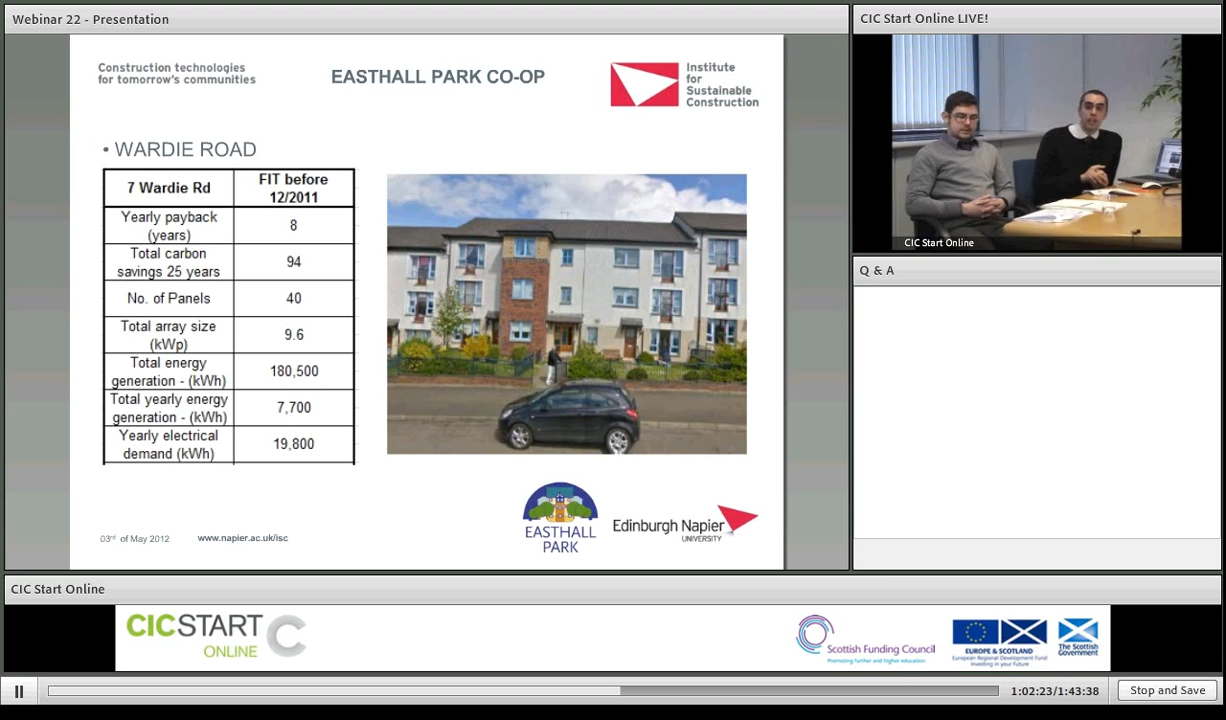 Webinar 22 - Presentation
Construction technologies
for tomorrow's communities
EASTHALL PARK CO-OP
Institute
for
Sustainable
Construction
• WARDIE ROAD
7 Wardie Rd
FIT before
12/2011
Yearly payback
(years)
8
Total carbon
savings 25 years
94
No. of Panels
40
Total array size
(kWp)
9.6
Total energy
generation - (kWh)
180,500
Total yearly energy
generation - (kWh)
7,700
Yearly electrical
demand (kWh)
19,800
EASTHALL
PARK
Edinburgh Napier
UNIVERSITY
03rd of May 2012
www.napier.ac.uk/isc
CIC Start Online LIVE!
CIC Start Online
Q & A
CIC Start Online
CICSTART
ONLINE
Scottish Funding Council
Promoting further and higher education
EUROPE & SCOTLAND
European Regional Development Fund
Investing in your Future
The Scottish
Government
1:02:23/1:43:38
Stop and Save